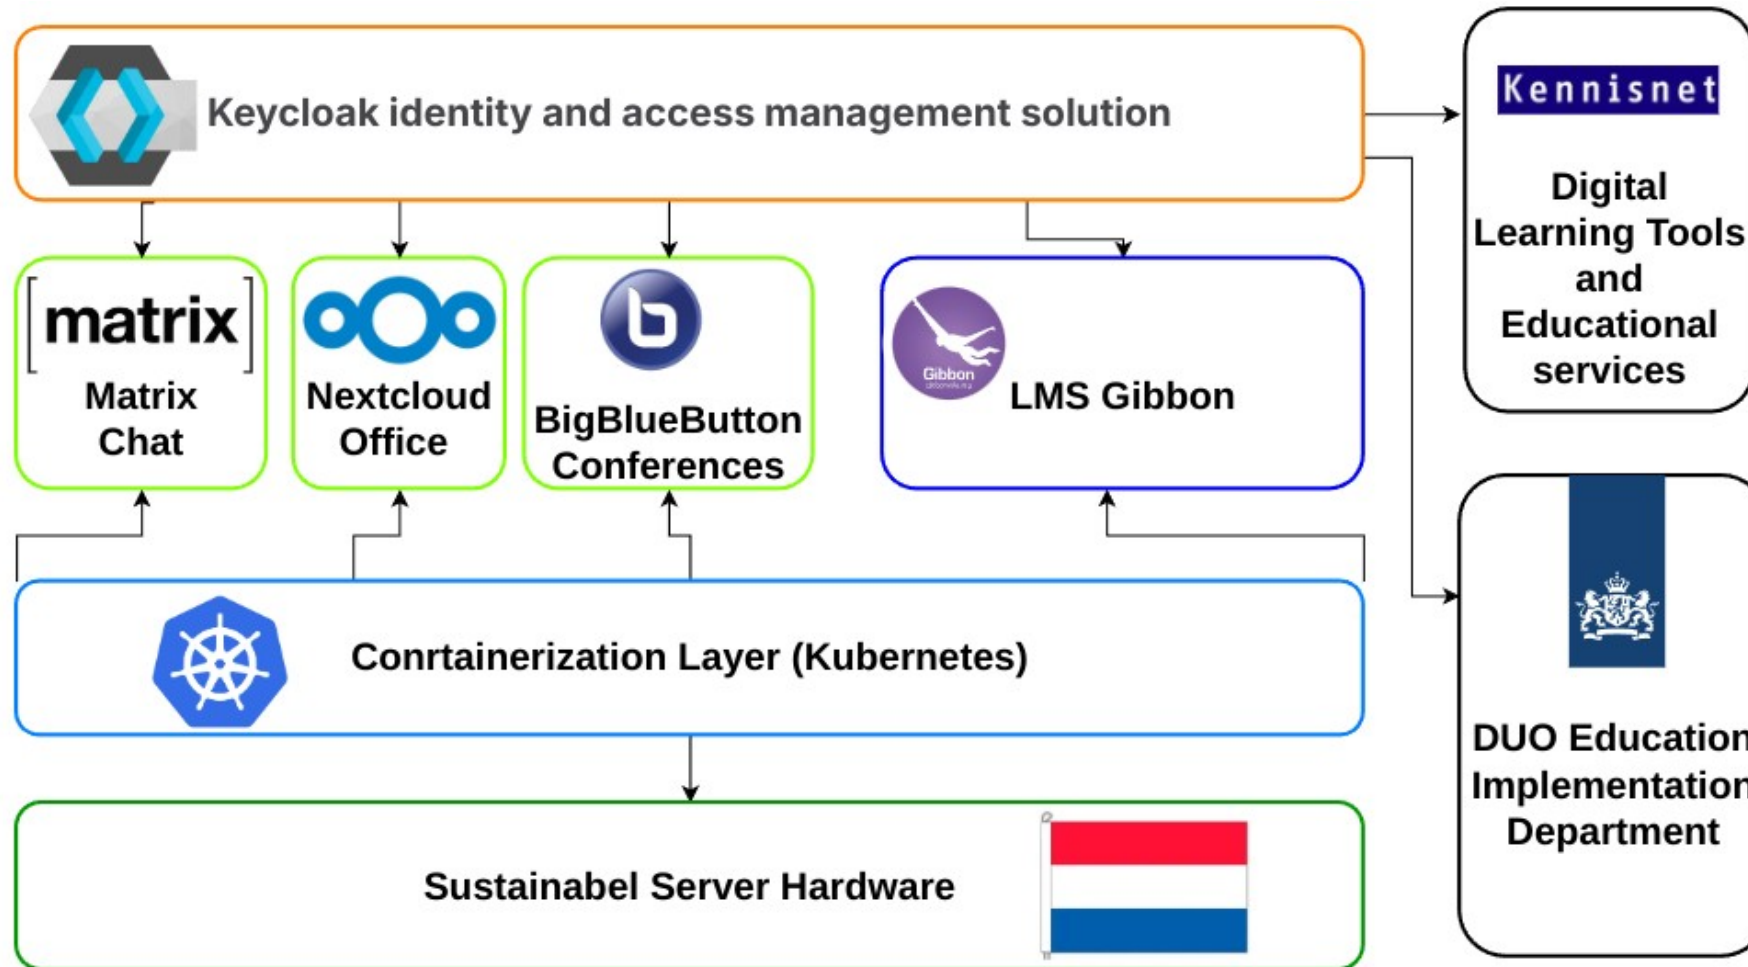 Keycloak identity and access management solution
Kennisnet
Digital
Learning Tools
and
Educational
services
[matrix]
Matrix
Chat
Nextcloud
Office
b
BigBlueButton
Conferences
Gibbon
LMS Gibbon
Conrtainerization Layer (Kubernetes)
DUO Education
Implementation
Department
Sustainabel Server Hardware